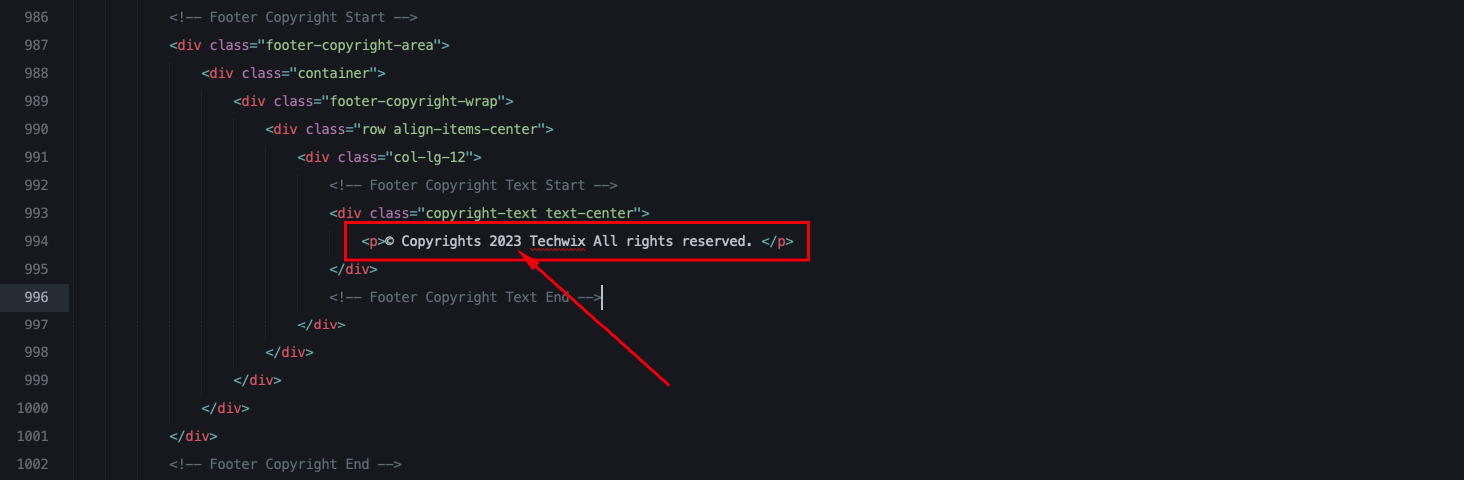 986 <!-- Footer Copyright Start -->
987 <div class="footer-copyright-area">
988 <div class="container">
989 <div class="footer-copyright-wrap">
990 <div class="row align-items-center">
991 <div class="col-lg-12">
992 <!-- Footer Copyright Text Start -->
993 <div class="copyright-text text-center">
994 <p>© Copyrights 2023 Techwix All rights reserved. </p>
995 </div>
996 <!-- Footer Copyright Text End -->
997 </div>
998 </div>
999 </div>
1000 </div>
1001 </div>
1002 <!-- Footer Copyright End -->